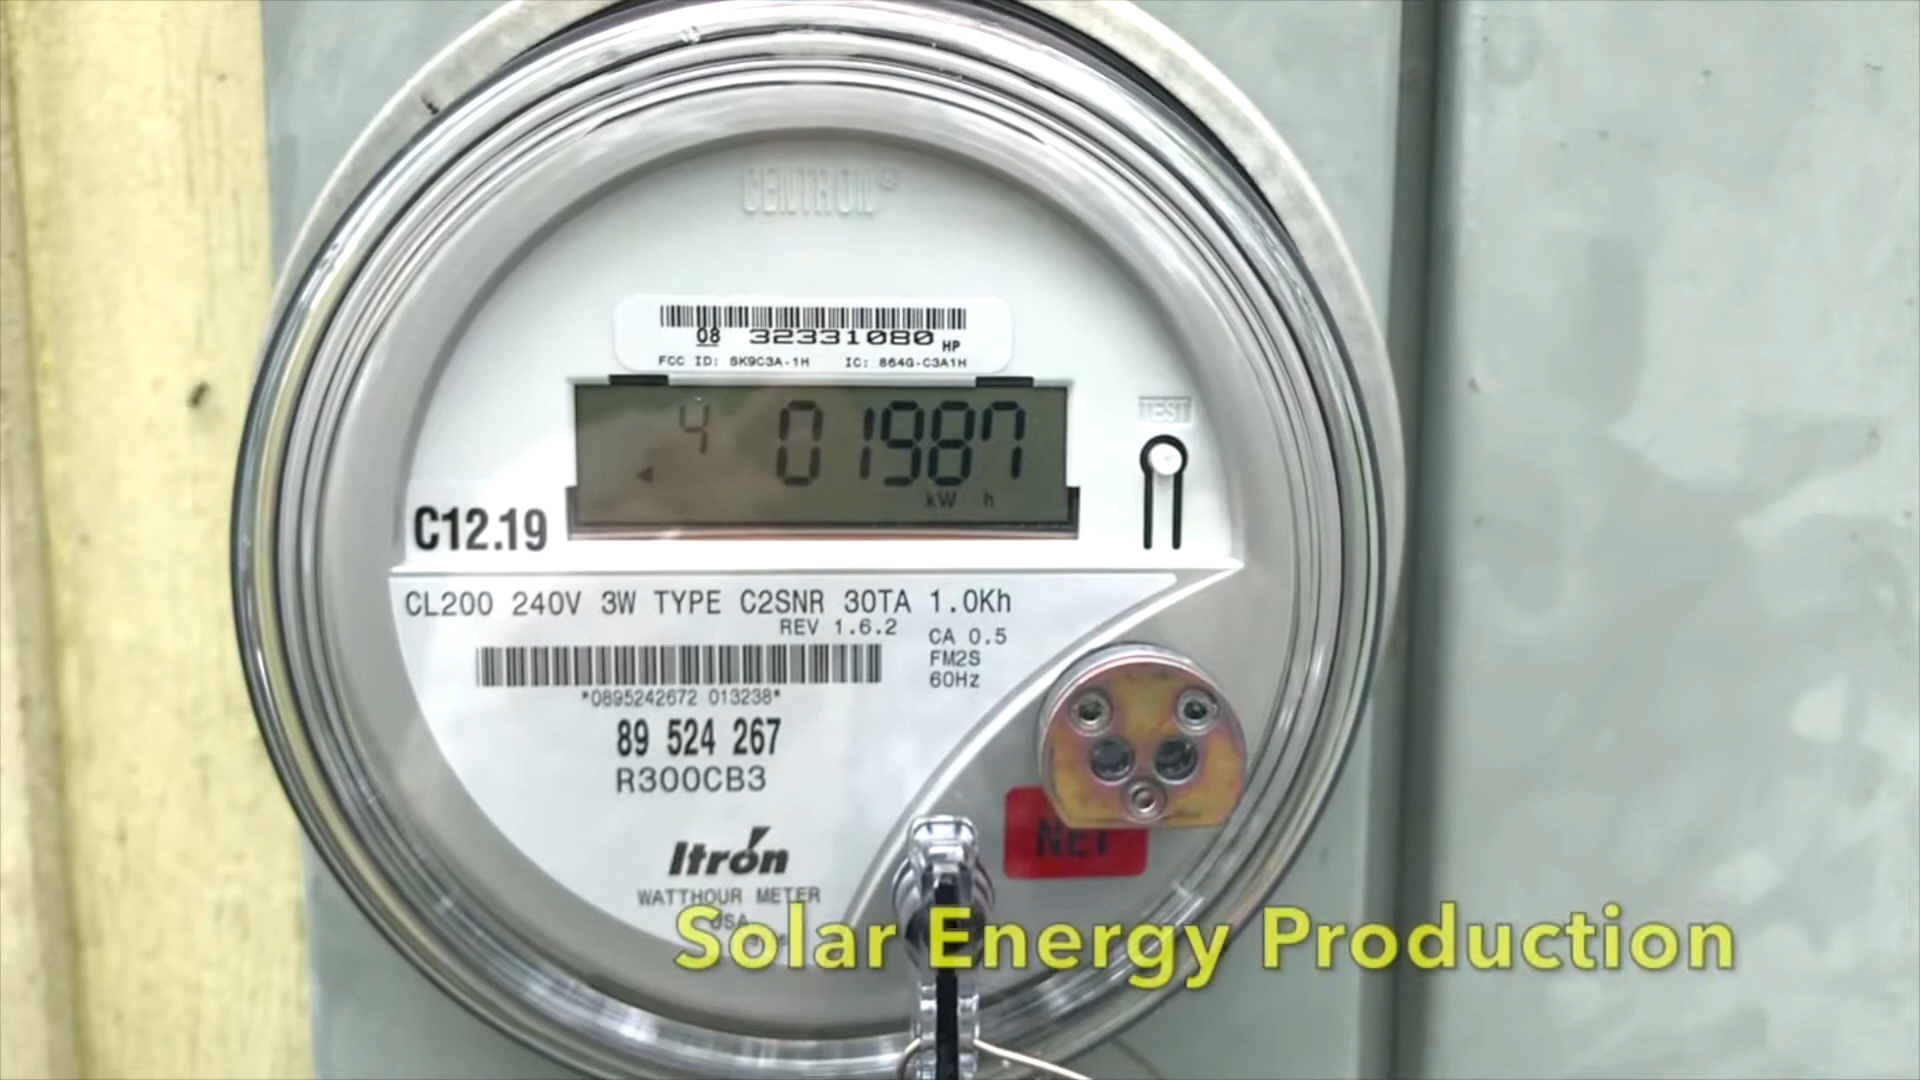 CENTRON®
08 32331080 HP
FCC ID: SK9C3A-1H IC: 864G-C3A1H
4 01987
kW h
TEST
C12.19
CL200 240V 3W TYPE C2SNR 30TA 1.0Kh
REV 1.6.2
CA 0.5
FM2S
60Hz
*0895242672 013238*
89 524 267
R300CB3
Itrón
WATTHOUR METER
USA
NET
Solar Energy Production